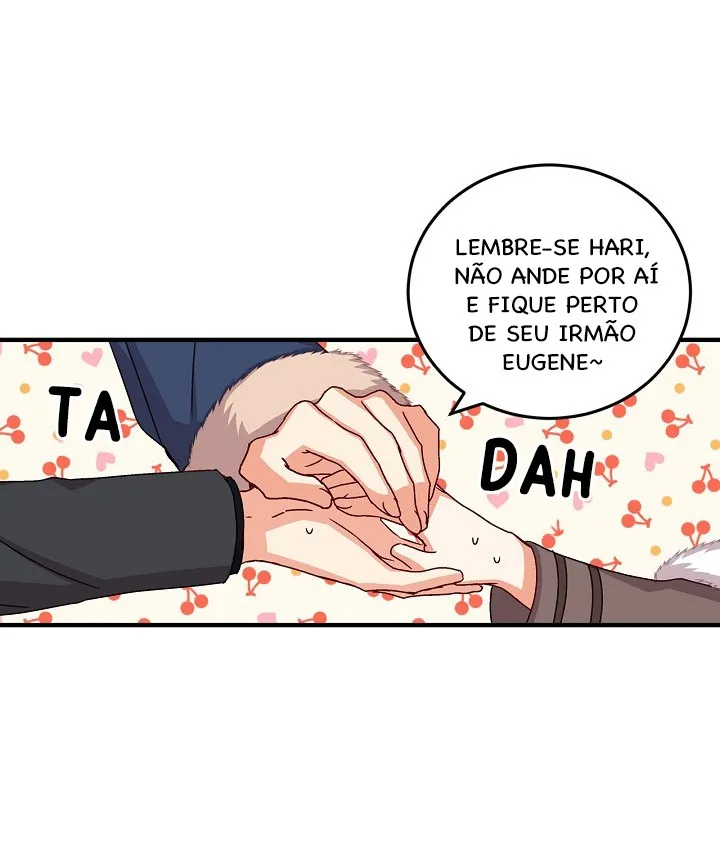 LEMBRE-SE HARI,
NÃO ANDE POR AÍ
E FIQUE PERTO
DE SEU IRMÃO
EUGENE~
TA
DAH